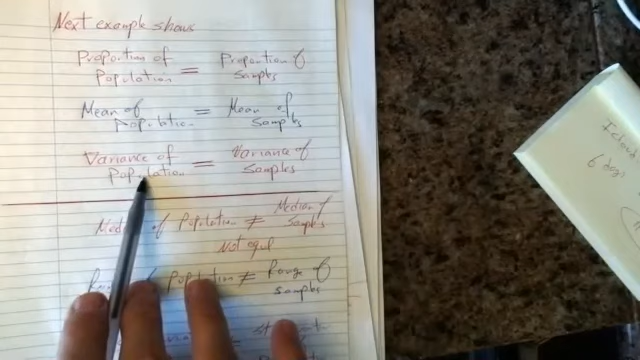 Next example shows
Proportion of Population = Proportion of Samples
Mean of Population = Mean of Samples
Variance of Population = Variance of Samples
of Population ≠ Median of Samples
Not equal
Population ≠ Range of Samples
6